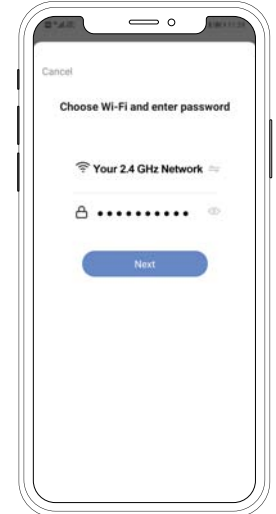 Cancel
Choose Wi-Fi and enter password
Your 2.4 GHz Network
••••••••••
Next